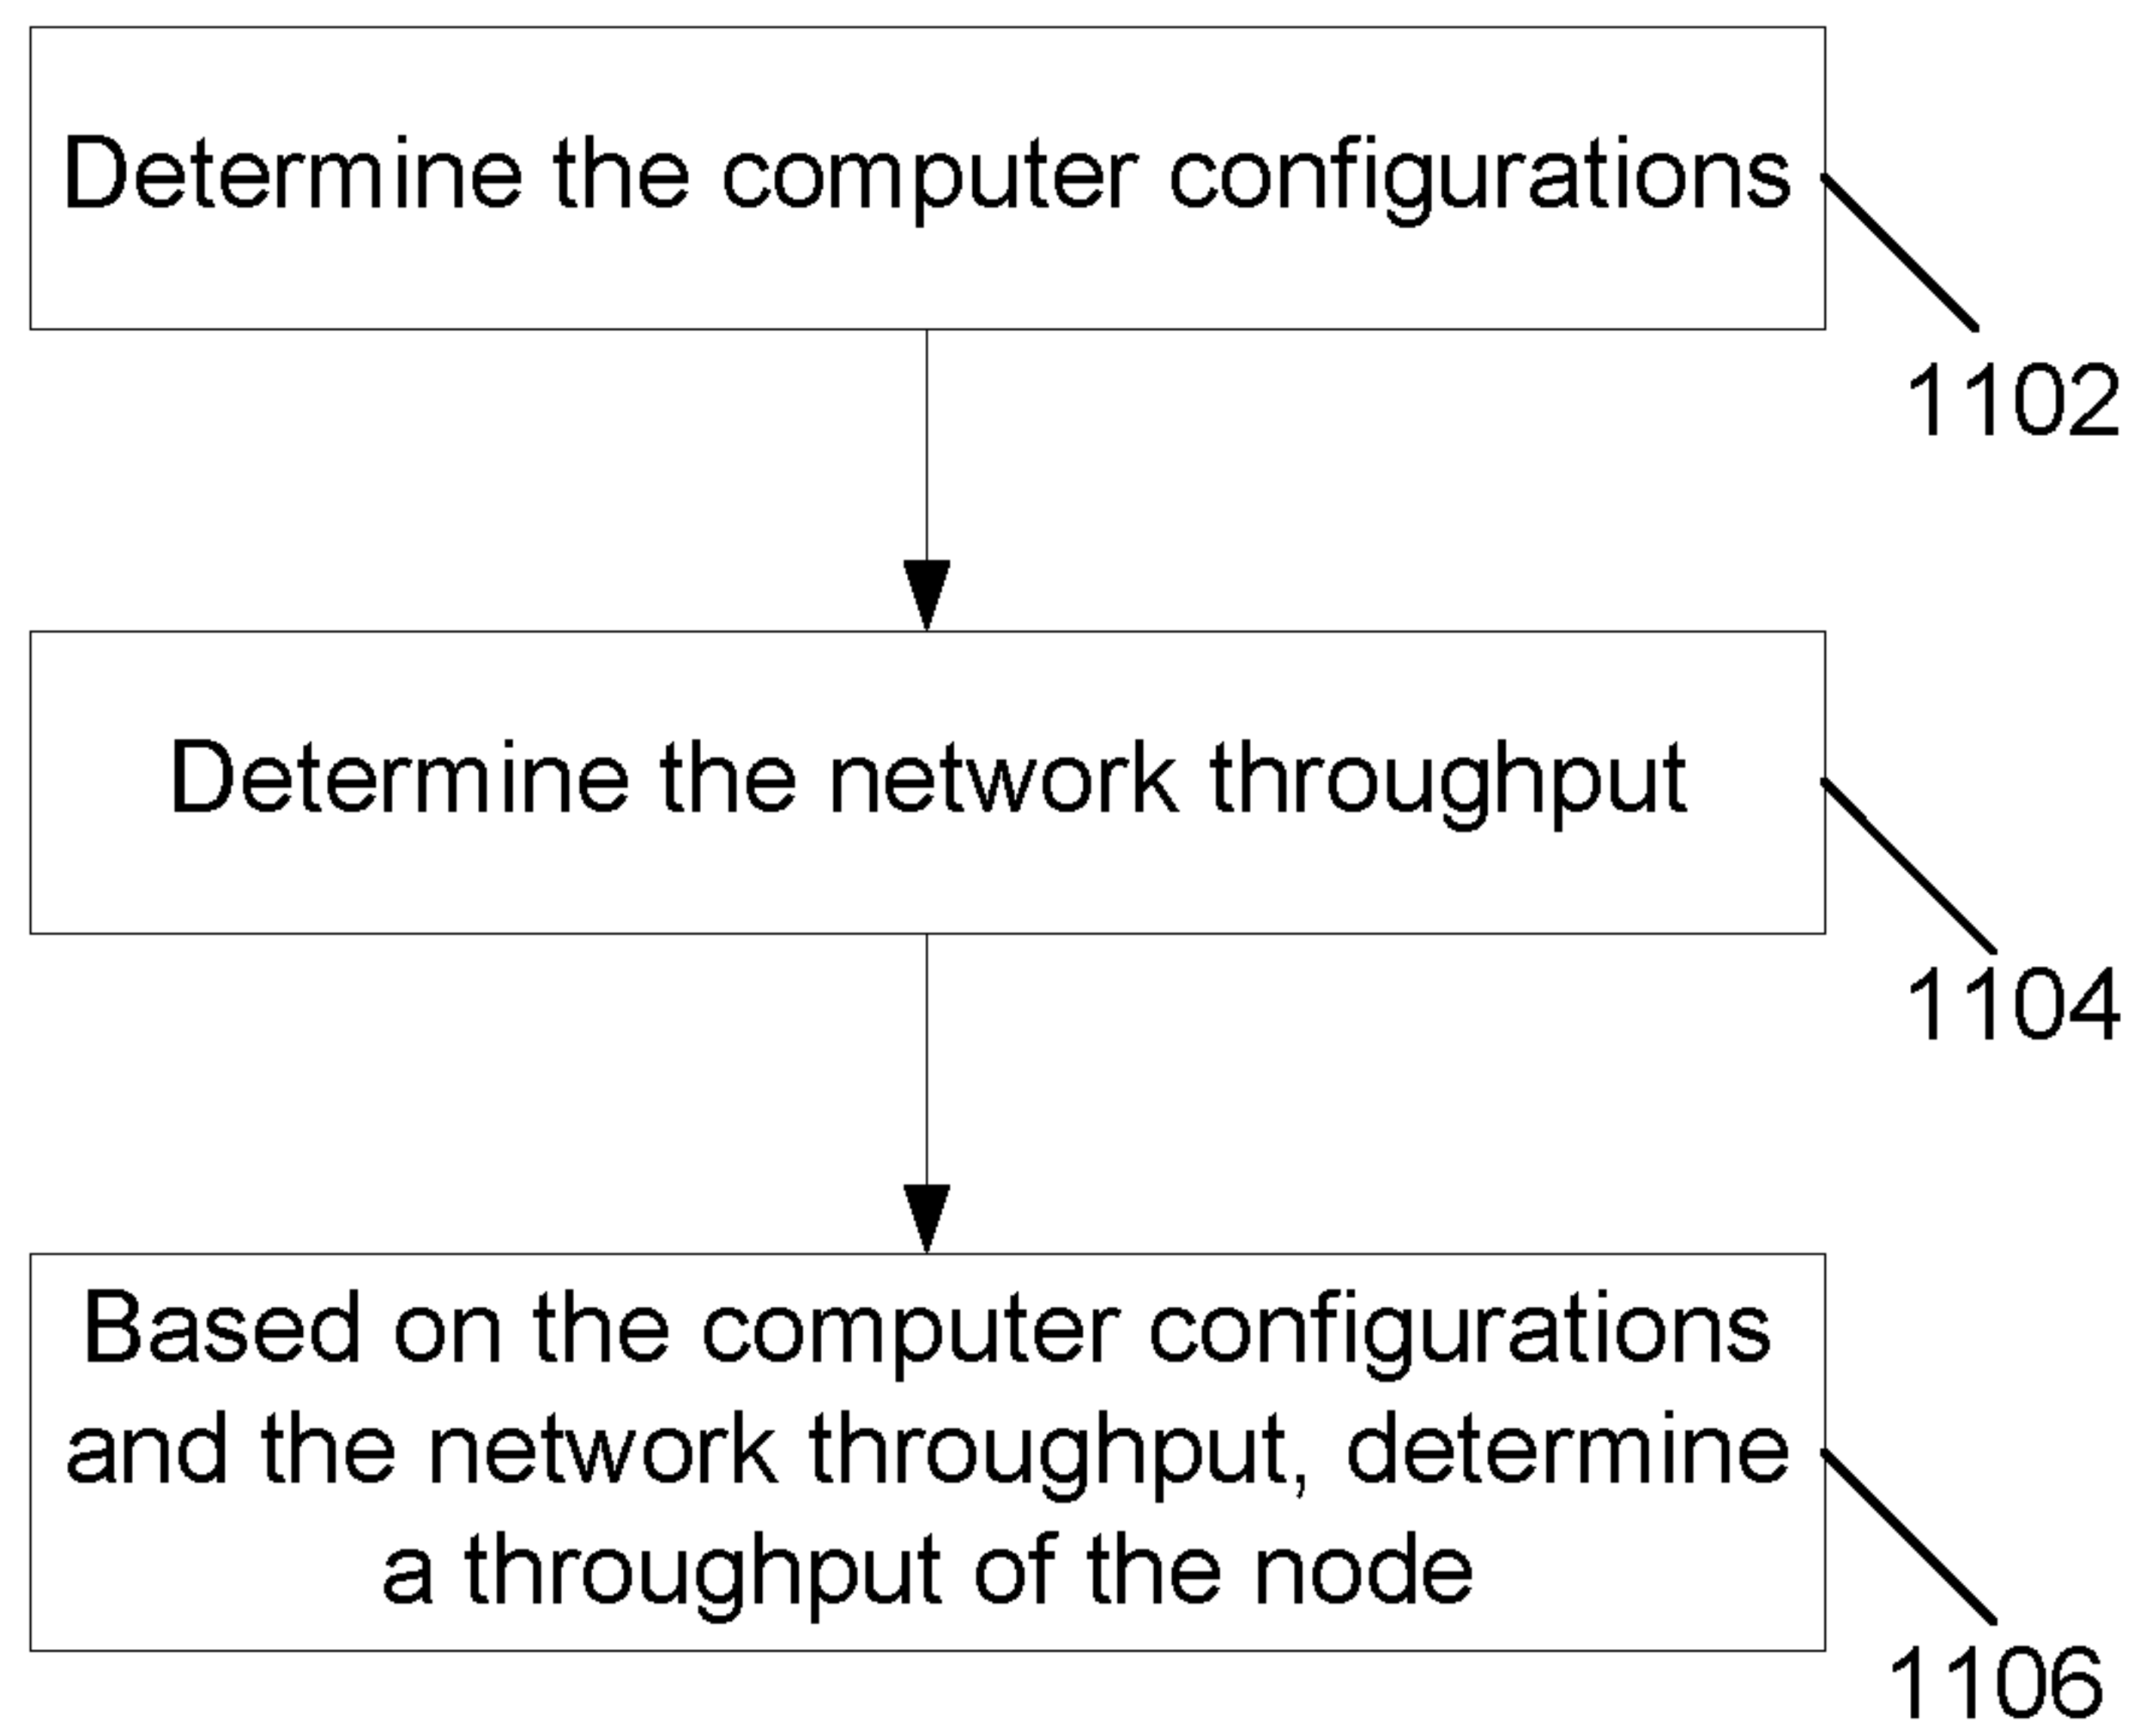 Determine the computer configurations
1102
Determine the network throughput
1104
Based on the computer configurations
and the network throughput, determine
a throughput of the node
1106